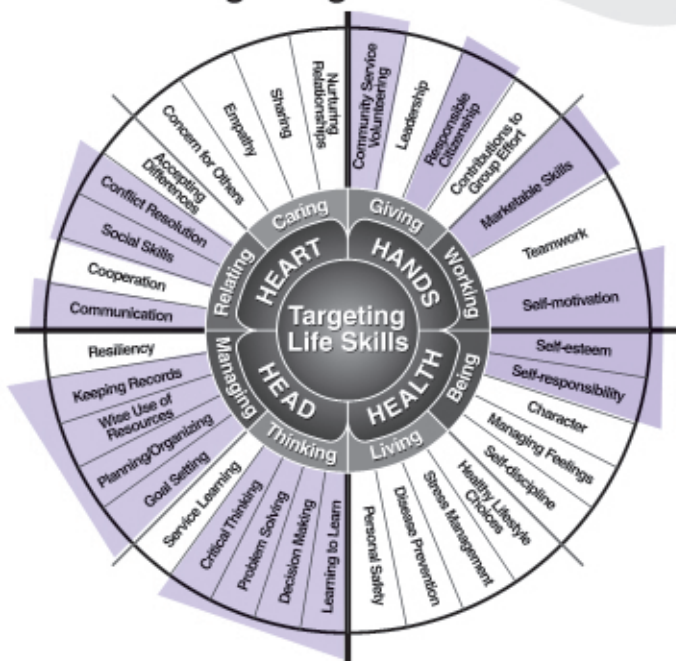 Targeting
Life Skills
HEART
HANDS
HEALTH
HEAD
Caring
Giving
Working
Being
Living
Thinking
Managing
Relating
Nurturing
Relationships
Sharing
Empathy
Concern for Others
Accepting
Differences
Conflict Resolution
Social Skills
Cooperation
Communication
Community Service
Volunteering
Leadership
Responsible
Citizenship
Contributions to
Group Effort
Marketable Skills
Teamwork
Self-motivation
Self-esteem
Self-responsibility
Character
Managing Feelings
Self-discipline
Healthy Lifestyle
Choices
Stress Management
Disease Prevention
Personal Safety
Learning to Learn
Decision Making
Problem Solving
Critical Thinking
Service Learning
Goal Setting
Planning/Organizing
Wise Use of
Resources
Keeping Records
Resiliency